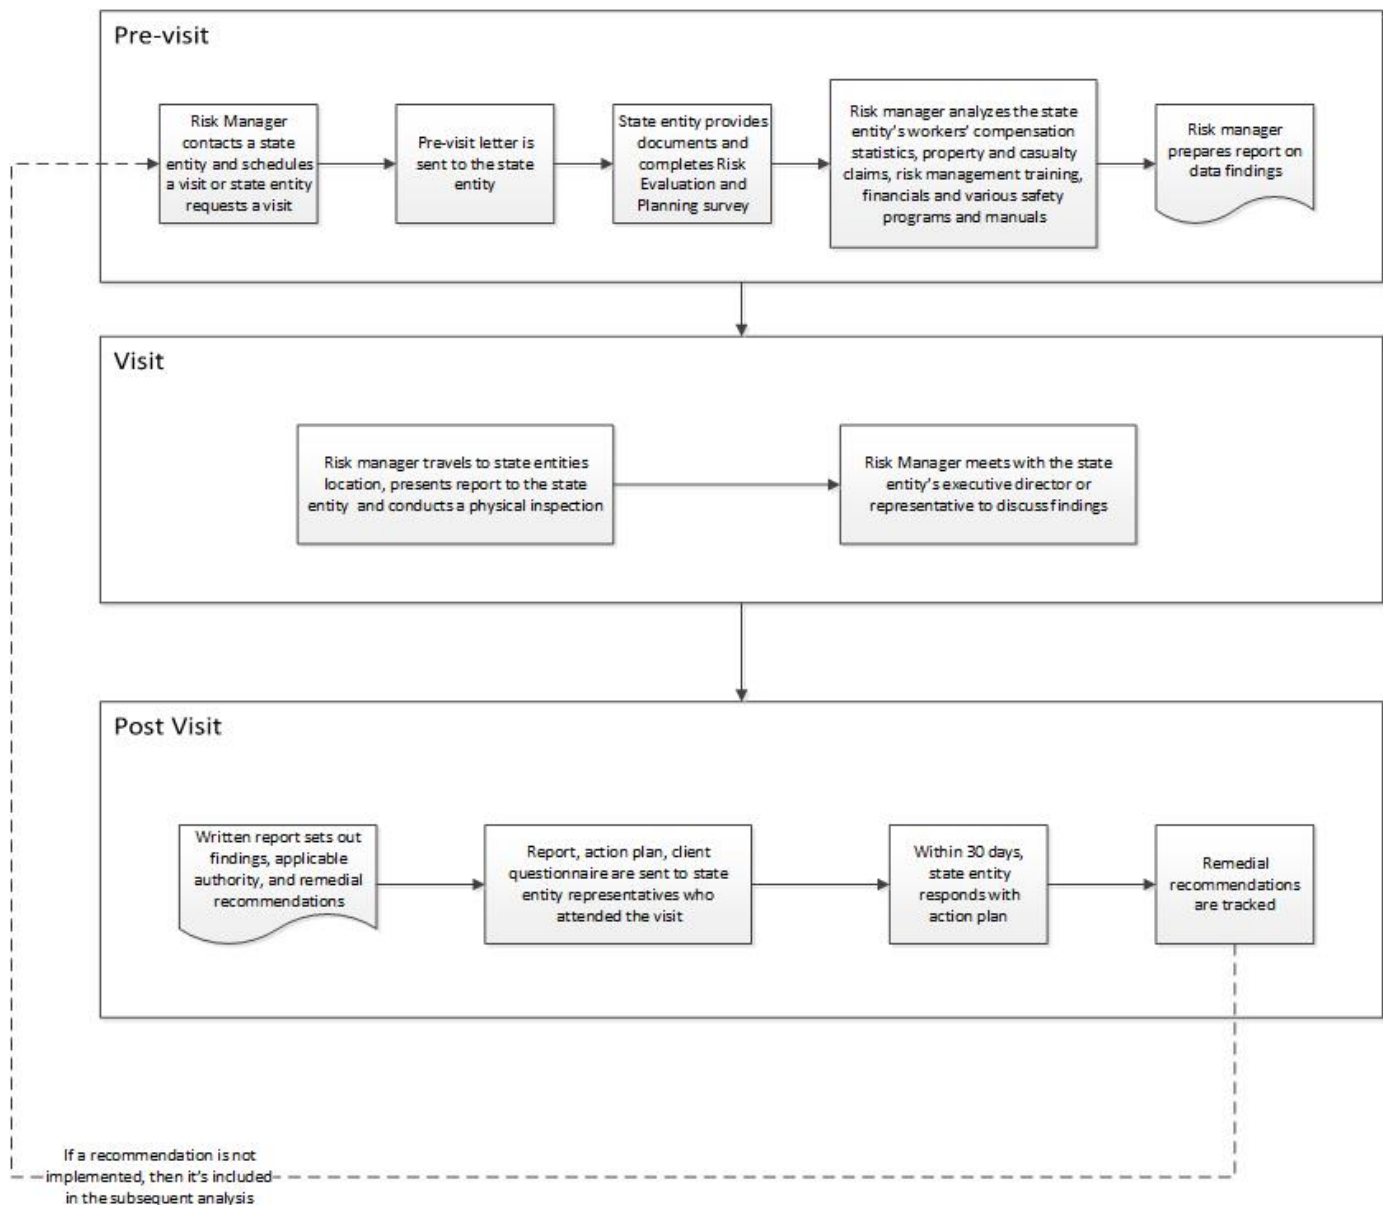 Pre-visit
Risk Manager
contacts a state
entity and schedules
a visit or state entity
requests a visit
Pre-visit letter is
sent to the state
entity
State entity provides
documents and
completes Risk
Evaluation and
Planning survey
Risk manager analyzes the state
entity's workers' compensation
statistics, property and casualty
claims, risk management training,
financials and various safety
programs and manuals
Risk manager
prepares report on
data findings
Visit
Risk manager travels to state entities
location, presents report to the state
entity and conducts a physical inspection
Risk Manager meets with the state
entity's executive director or
representative to discuss findings
Post Visit
Written report sets out
findings, applicable
authority, and remedial
recommendations
Report, action plan, client
questionnaire are sent to state
entity representatives who
attended the visit
Within 30 days,
state entity
responds with
action plan
Remedial
recommendations
are tracked
If a recommendation is not
implemented, then it's included
in the subsequent analysis